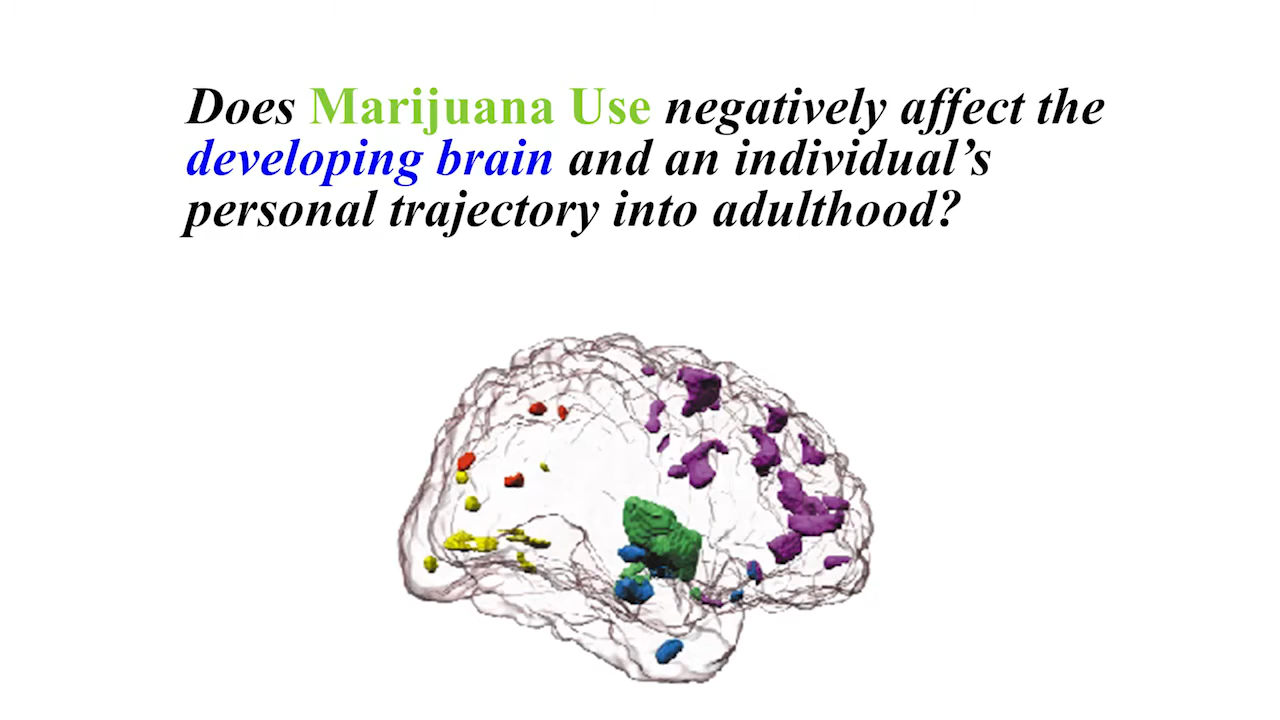 Does Marijuana Use negatively affect the
developing brain and an individual’s
personal trajectory into adulthood?